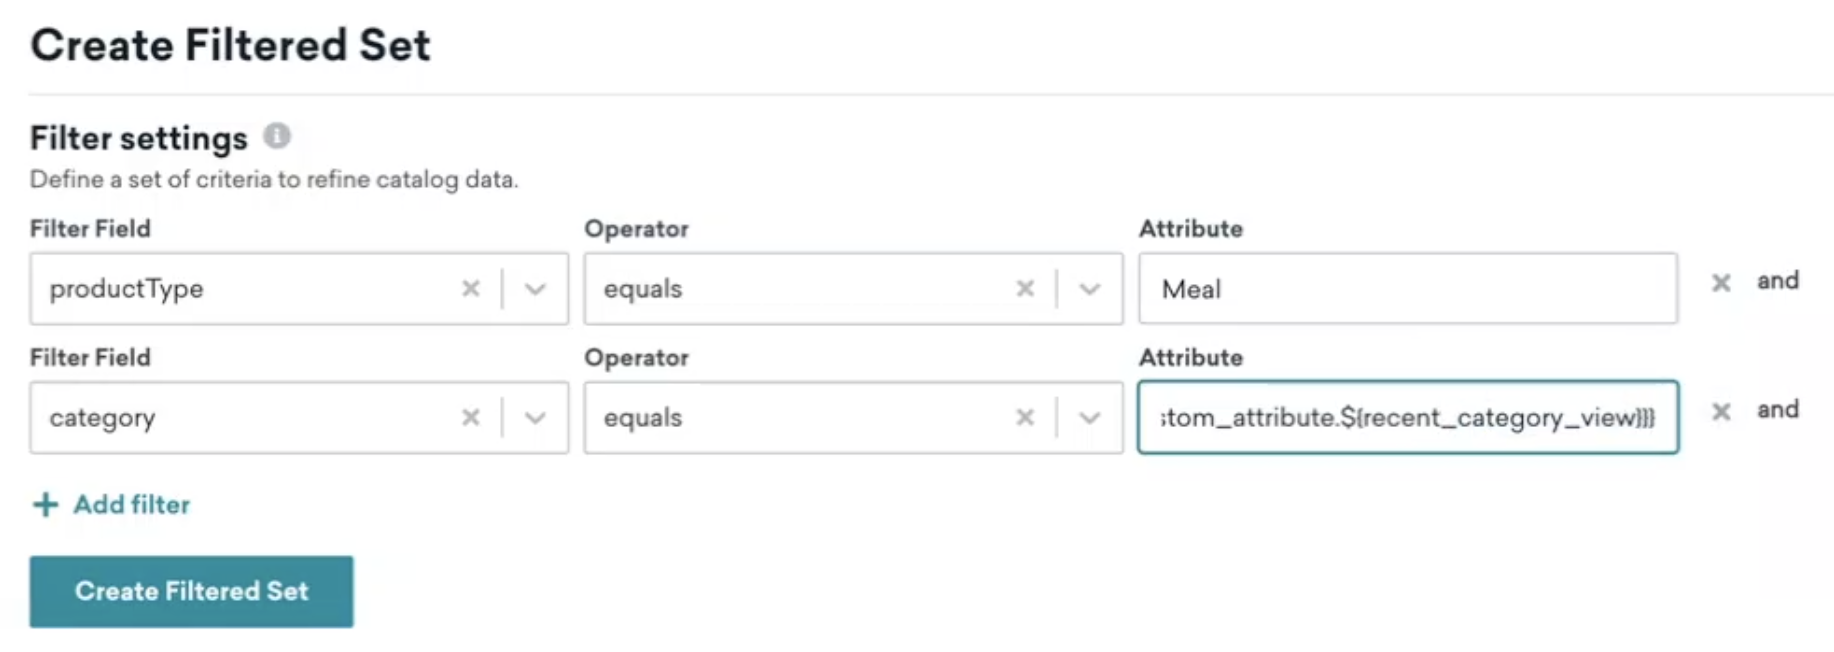 Create Filtered Set
Filter settings
Define a set of criteria to refine catalog data.
Filter Field Operator Attribute
productType equals Meal and
Filter Field Operator Attribute
category equals stom_attribute.${recent_category_view}}} and
+ Add filter
Create Filtered Set